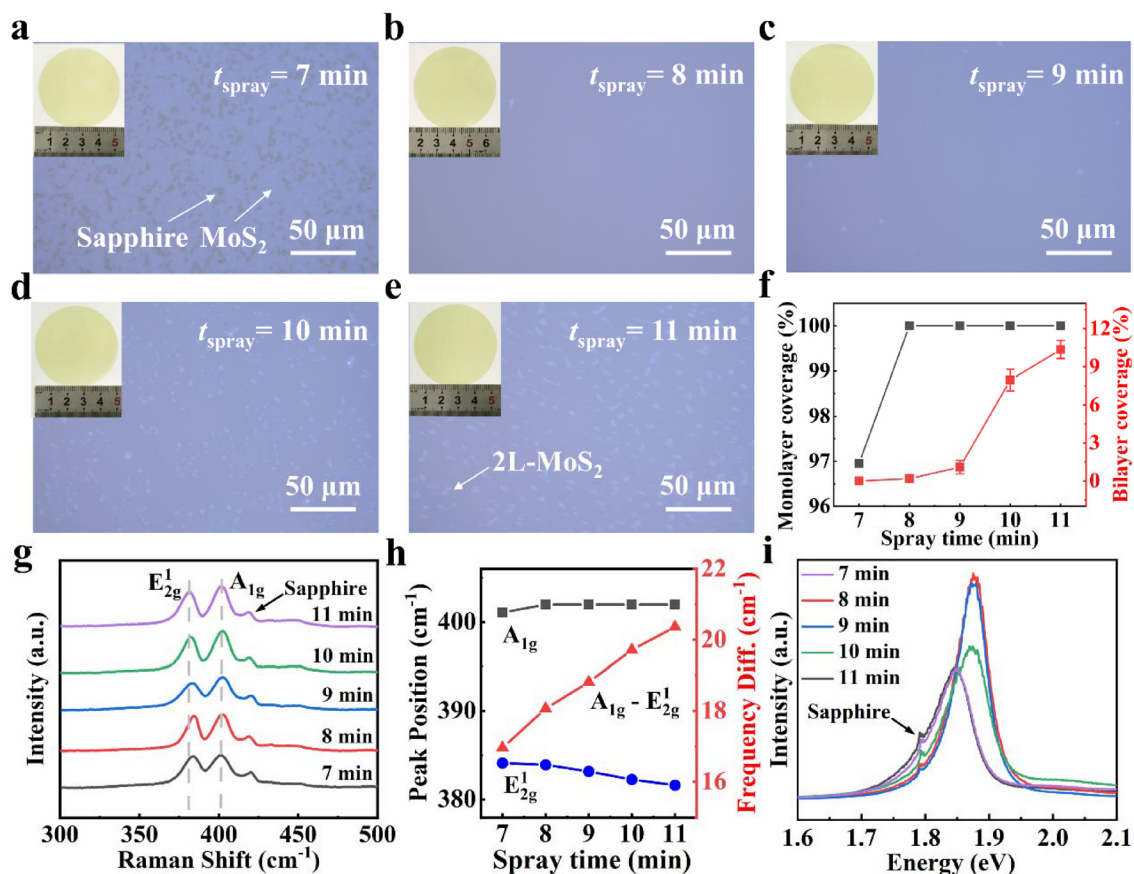 a
t_spray = 7 min
1 2 3 4 5
Sapphire MoS₂
50 μm
b
t_spray = 8 min
1 2 3 4 5 6
50 μm
c
t_spray = 9 min
1 2 3 4 5
50 μm
d
t_spray = 10 min
1 2 3 4 5
50 μm
e
t_spray = 11 min
1 2 3 4 5
2L-MoS₂
50 μm
f
Monolayer coverage (%)
100
99
98
97
96
12
9
6
3
0
Bilayer coverage (%)
7 8 9 10 11
Spray time (min)
g
E¹₂g A₁g Sapphire
11 min
10 min
9 min
8 min
7 min
Intensity (a.u.)
300 350 400 450 500
Raman Shift (cm⁻¹)
h
Peak Position (cm⁻¹)
400
390
380
A₁g
A₁g - E¹₂g
E¹₂g
22
21
20
19
18
17
16
Frequency Diff. (cm⁻¹)
7 8 9 10 11
Spray time (min)
i
7 min
8 min
9 min
10 min
11 min
Sapphire
Intensity (a.u.)
1.6 1.7 1.8 1.9 2.0 2.1
Energy (eV)